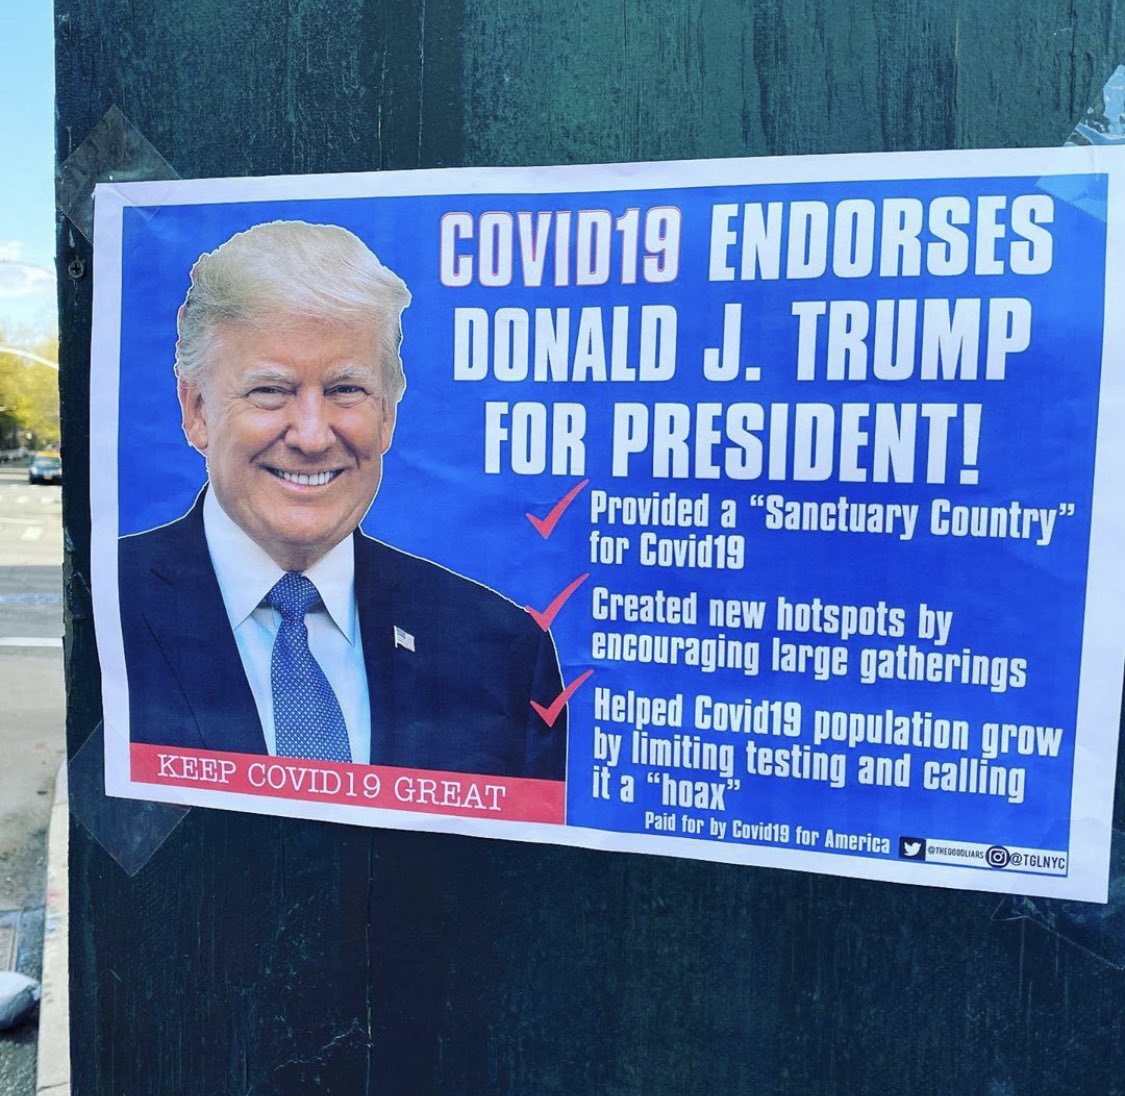 COVID19 ENDORSES
DONALD J. TRUMP
FOR PRESIDENT!
Provided a “Sanctuary Country”
for Covid19
Created new hotspots by
encouraging large gatherings
Helped Covid19 population grow
by limiting testing and calling
it a “hoax”
KEEP COVID19 GREAT
Paid for by Covid19 for America
@THEGOODLIARS @TGLNYC